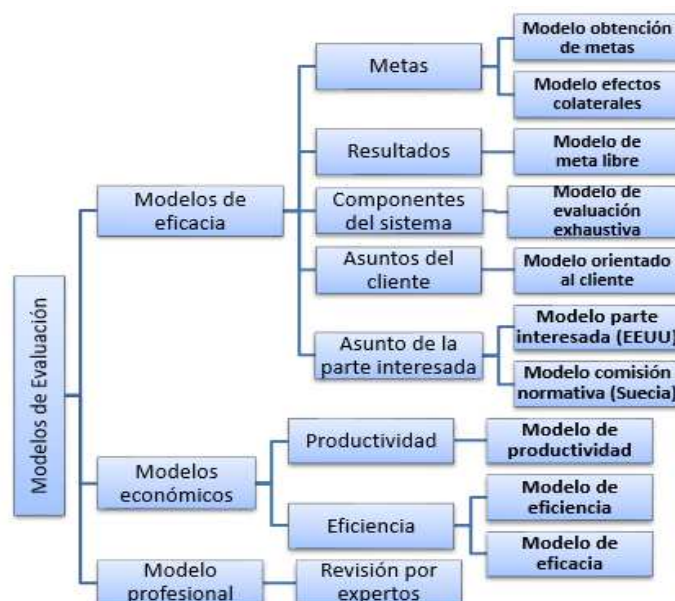 Modelos de Evaluación
Modelos de
eficacia
Metas
Modelo obtención
de metas
Modelo efectos
colaterales
Resultados
Modelo de
meta libre
Componentes
del sistema
Modelo de
evaluación
exhaustiva
Asuntos del
cliente
Modelo orientado
al cliente
Asunto de la
parte interesada
Modelo parte
interesada (EEUU)
Modelo comisión
normativa (Suecia)
Modelos
económicos
Productividad
Modelo de
productividad
Eficiencia
Modelo de
eficiencia
Modelo de
eficacia
Modelo
profesional
Revisión por
expertos